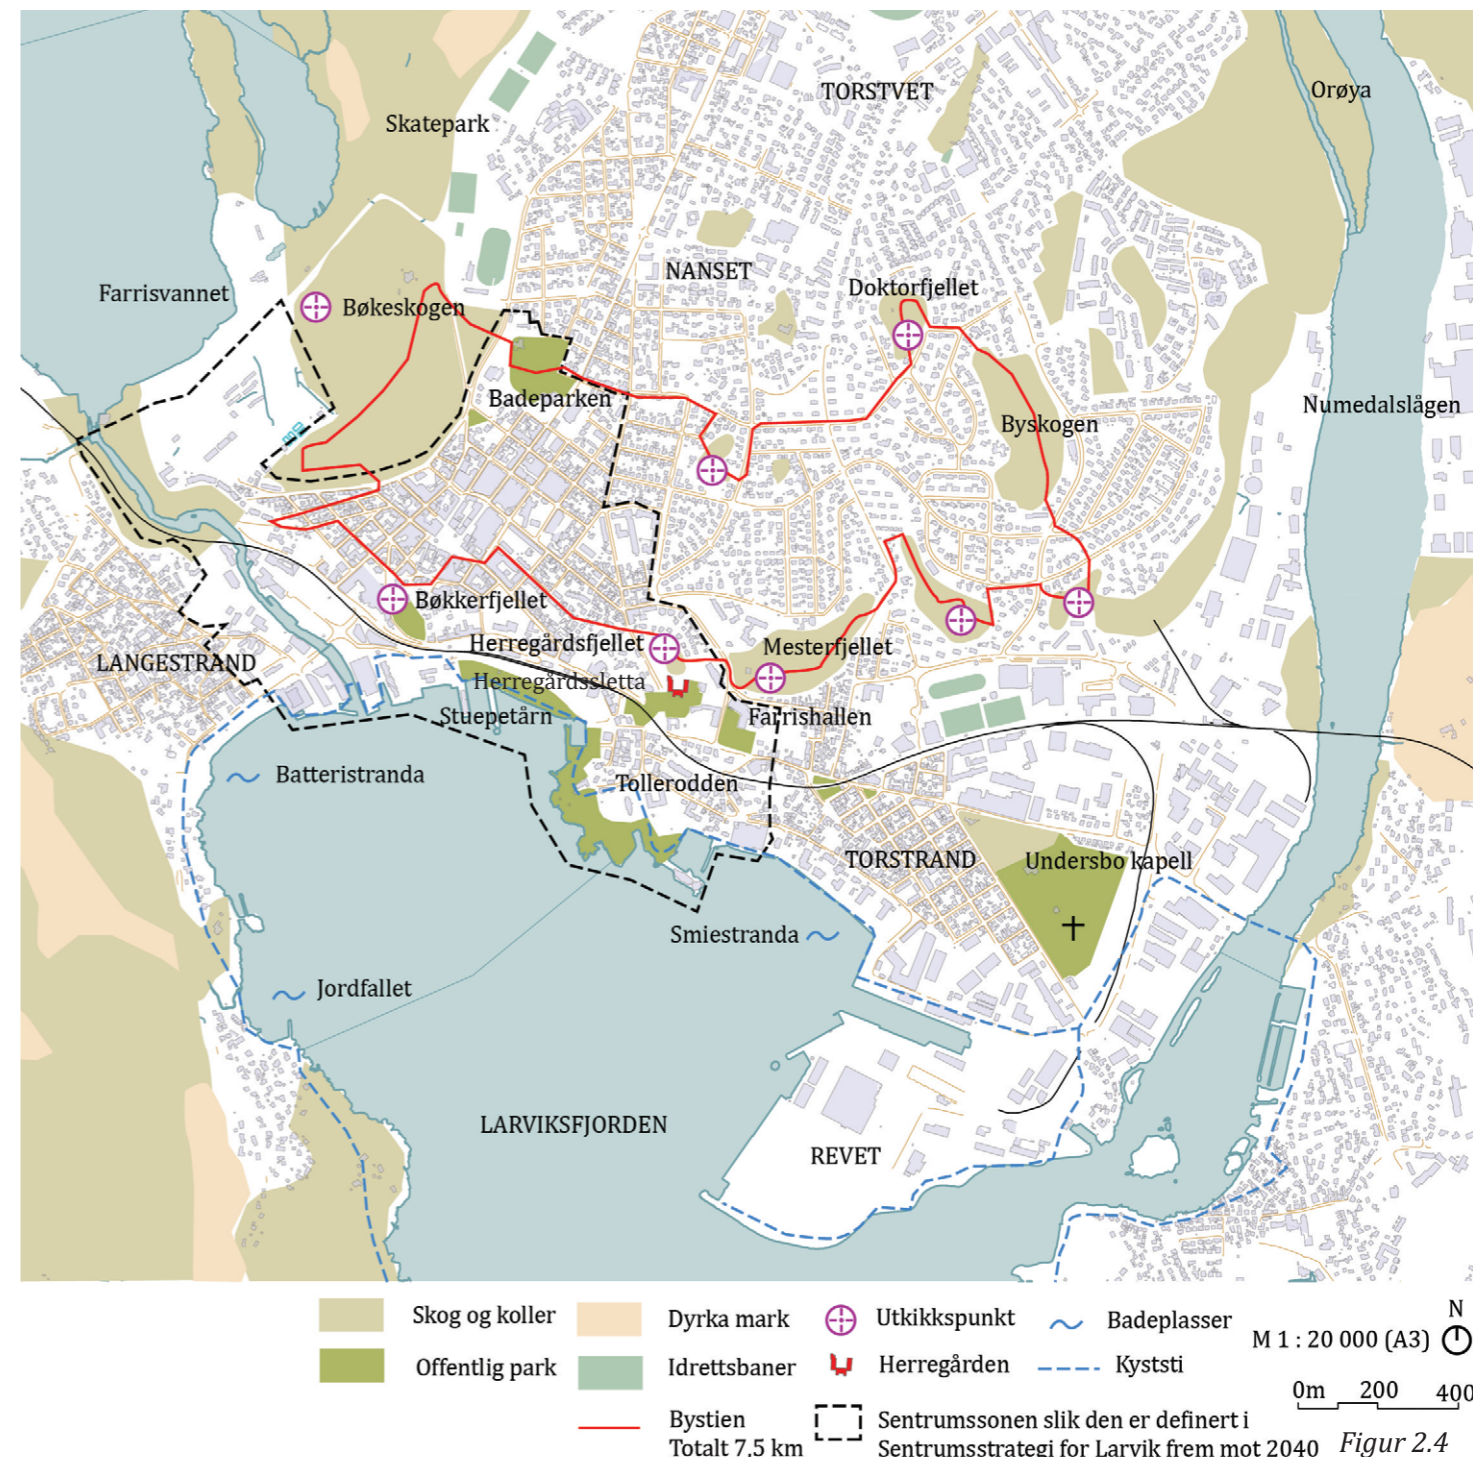 TORSTVET
Orøya
Skatepark
NANSET
Farrisvannet
Doktorfjellet
Bøkeskogen
Badeparken
Numedalslågen
Byskogen
Bøkkerfjellet
Herregårdsfjellet
Mesterfjellet
LANGESTRAND
Herregårdssletta
Stuepetårn
Farrishallen
Batteristranda
Tollerodden
TORSTRAND
Undersbo kapell
Smiestranda
Jordfallet
LARVIKSFJORDEN
REVET
Skog og koller
Dyrka mark
Utkikkspunkt
Badeplasser
N
M 1 : 20 000 (A3)
Offentlig park
Idrettsbaner
Herregården
Kyststi
0m 200 400
Bystien
Totalt 7,5 km
Sentrumssonen slik den er definert i
Sentrumsstrategi for Larvik frem mot 2040
Figur 2.4